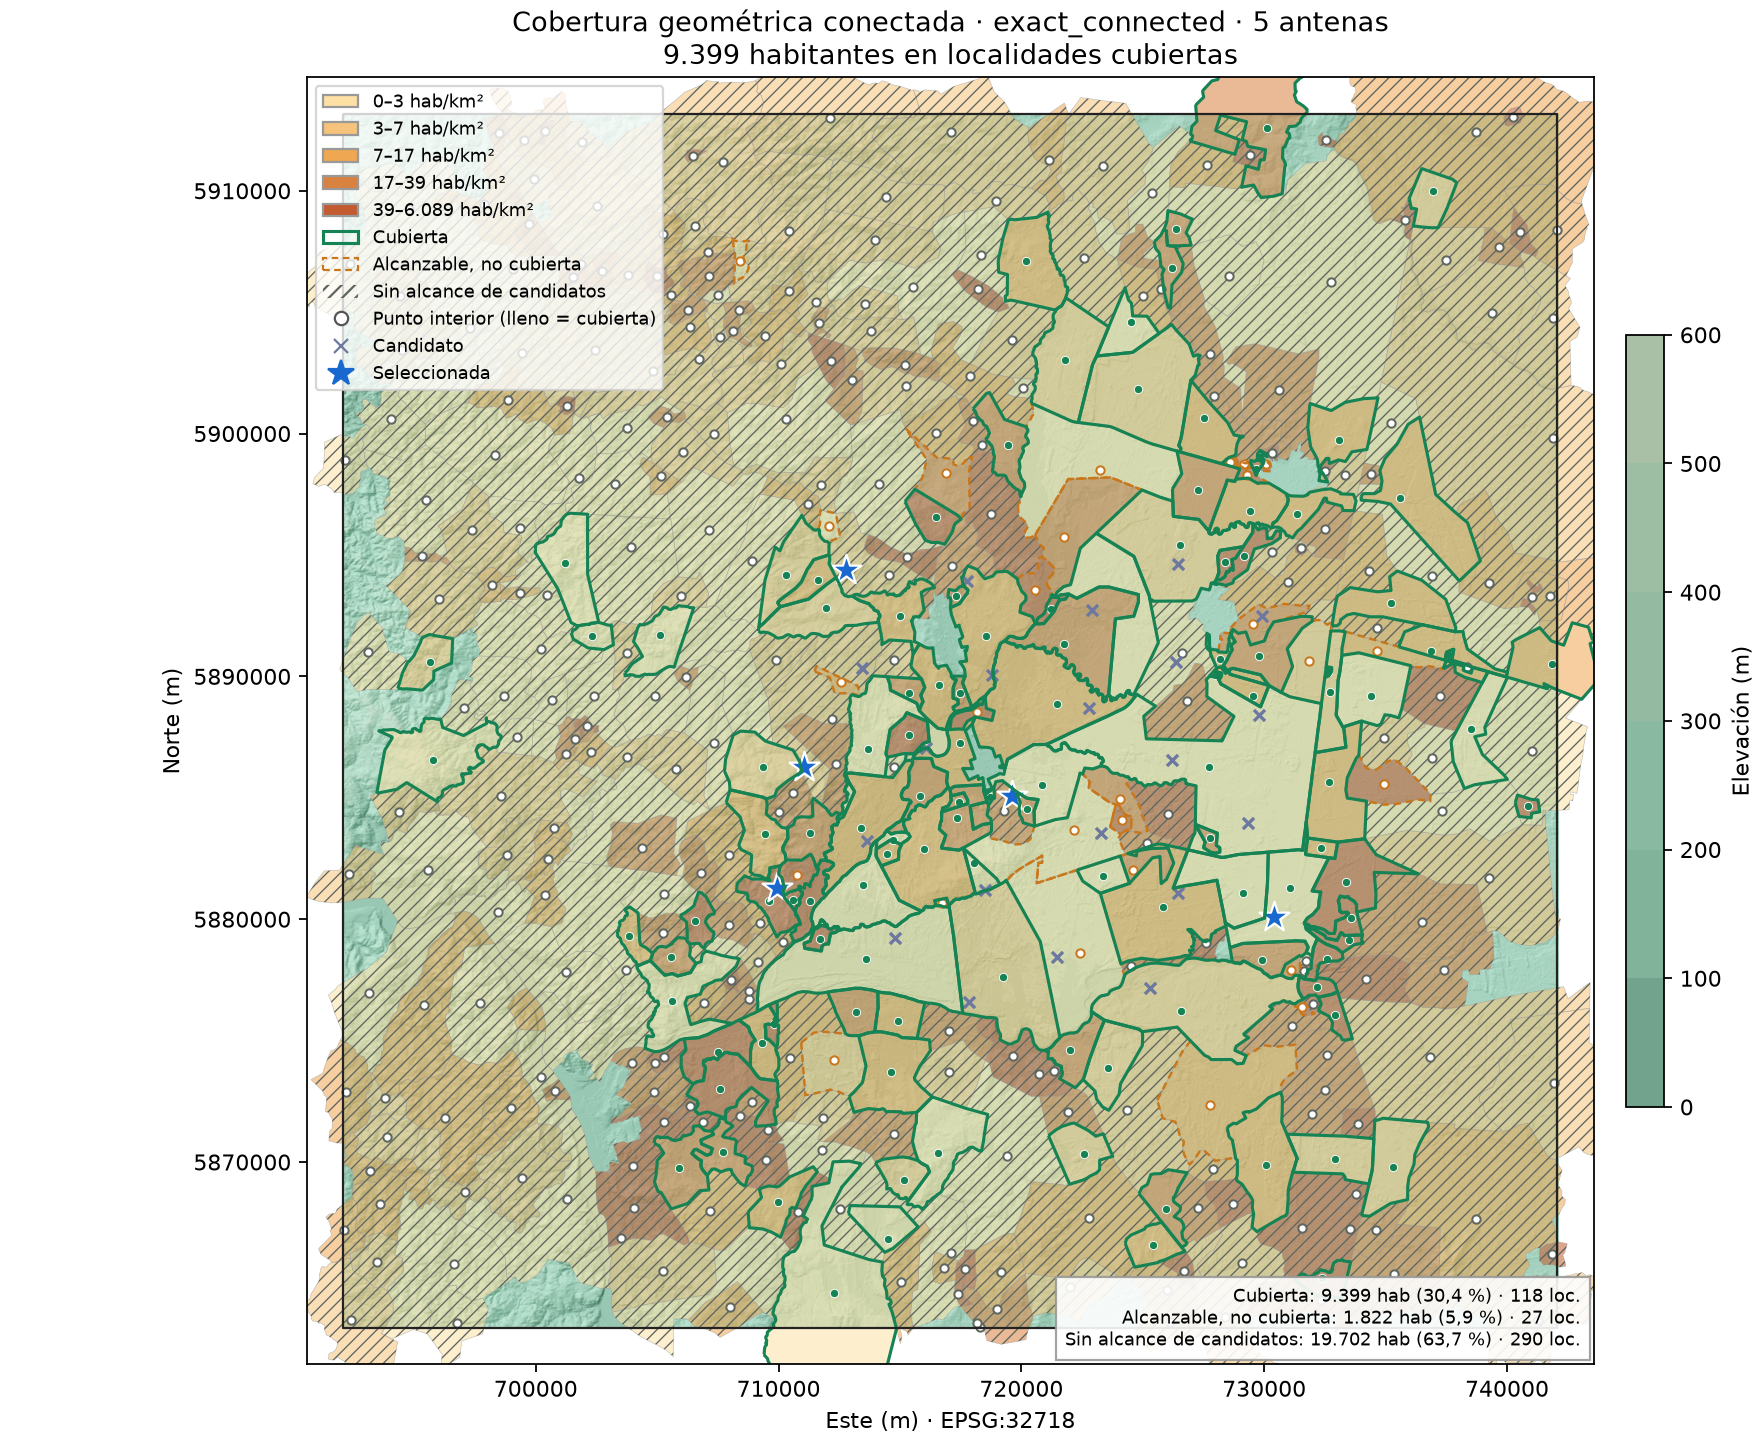 Cobertura geométrica conectada · exact_connected · 5 antenas
9.399 habitantes en localidades cubiertas
0–3 hab/km²
3–7 hab/km²
7–17 hab/km²
17–39 hab/km²
39–6.089 hab/km²
Cubierta
Alcanzable, no cubierta
Sin alcance de candidatos
Punto interior (lleno = cubierta)
Candidato
Seleccionada
5910000
5900000
5890000
5880000
5870000
Norte (m)
600
500
400
300
200
100
0
Elevación (m)
Cubierta: 9.399 hab (30,4 %) · 118 loc.
Alcanzable, no cubierta: 1.822 hab (5,9 %) · 27 loc.
Sin alcance de candidatos: 19.702 hab (63,7 %) · 290 loc.
700000
710000
720000
730000
740000
Este (m) · EPSG:32718